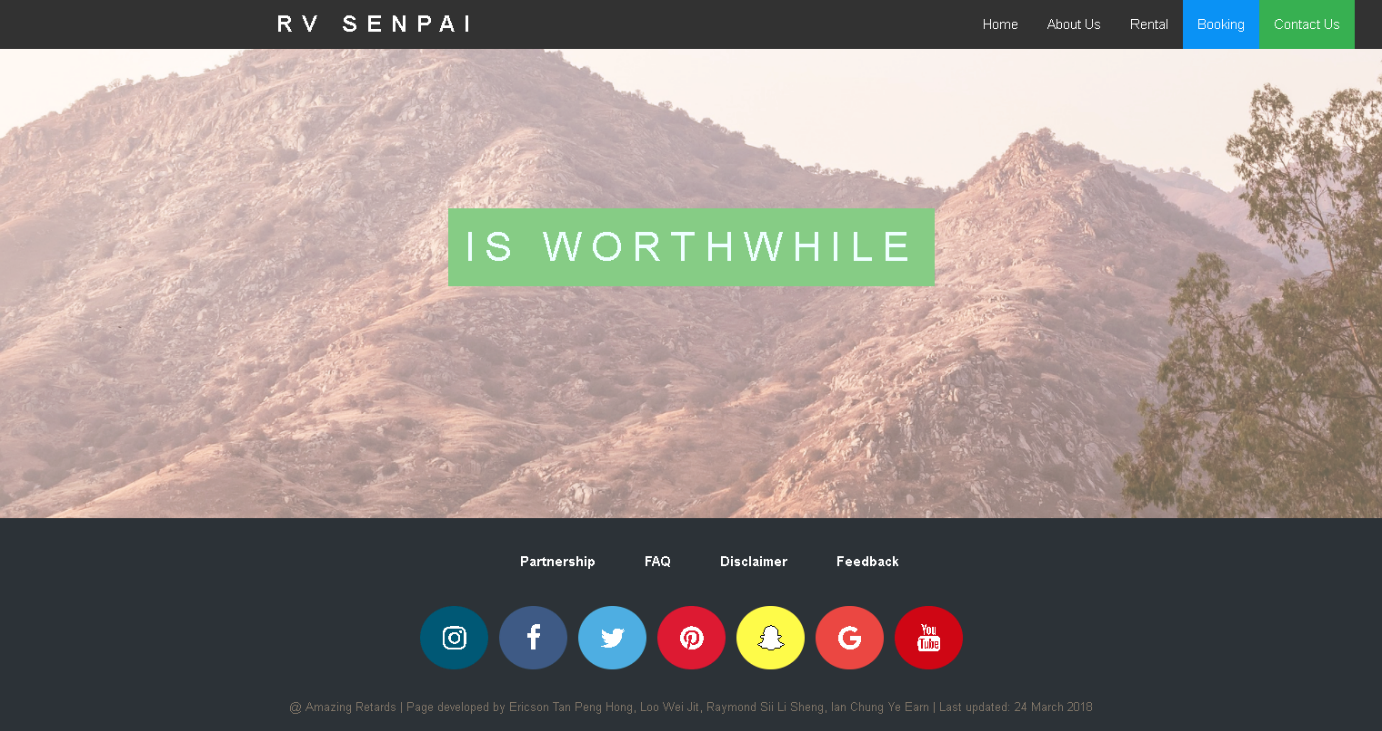 RV SENPAI
Home About Us Rental Booking Contact Us
IS WORTHWHILE
Partnership FAQ Disclaimer Feedback
You Tube
@ Amazing Retards | Page developed by Ericson Tan Peng Hong, Loo Wei Jit, Raymond Sii Li Sheng, Ian Chung Ye Earn | Last updated: 24 March 2018